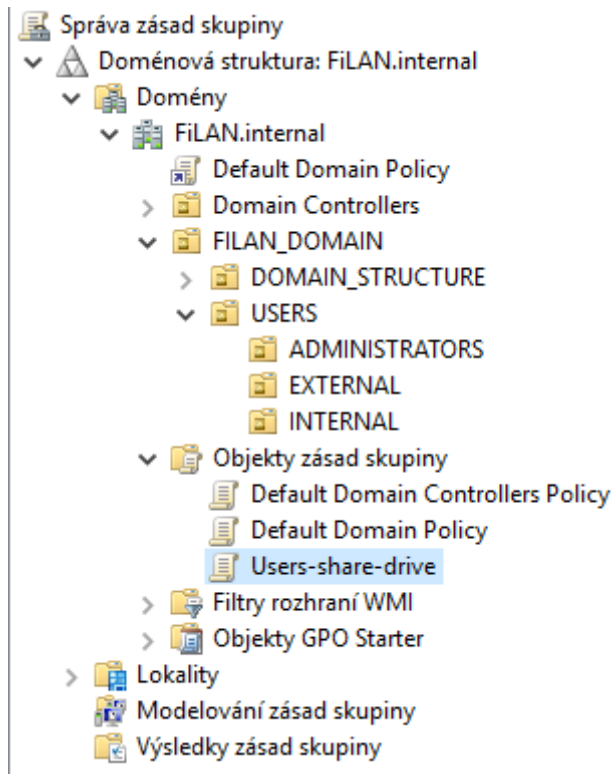 Správa zásad skupiny
Doménová struktura: FiLAN.internal
Domény
FiLAN.internal
Default Domain Policy
Domain Controllers
FILAN_DOMAIN
DOMAIN_STRUCTURE
USERS
ADMINISTRATORS
EXTERNAL
INTERNAL
Objekty zásad skupiny
Default Domain Controllers Policy
Default Domain Policy
Users-share-drive
Filtry rozhraní WMI
Objekty GPO Starter
Lokality
Modelování zásad skupiny
Výsledky zásad skupiny